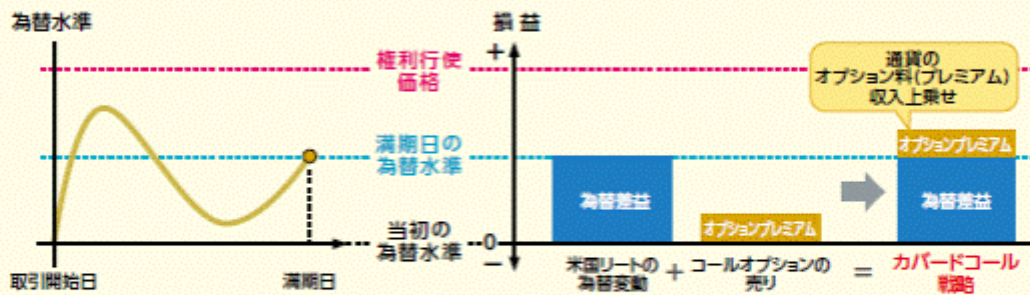 為替水準
損益
権利行使
価格
通貨の
オプション料(プレミアム)
収入上乗せ
満期日の
為替水準
オプションプレミアム
為替差益
為替差益
オプションプレミアム
当初の
為替水準
+
0
−
取引開始日
満期日
米国リートの
為替変動
+
コールオプションの
売り
=
カバードコール
戦略